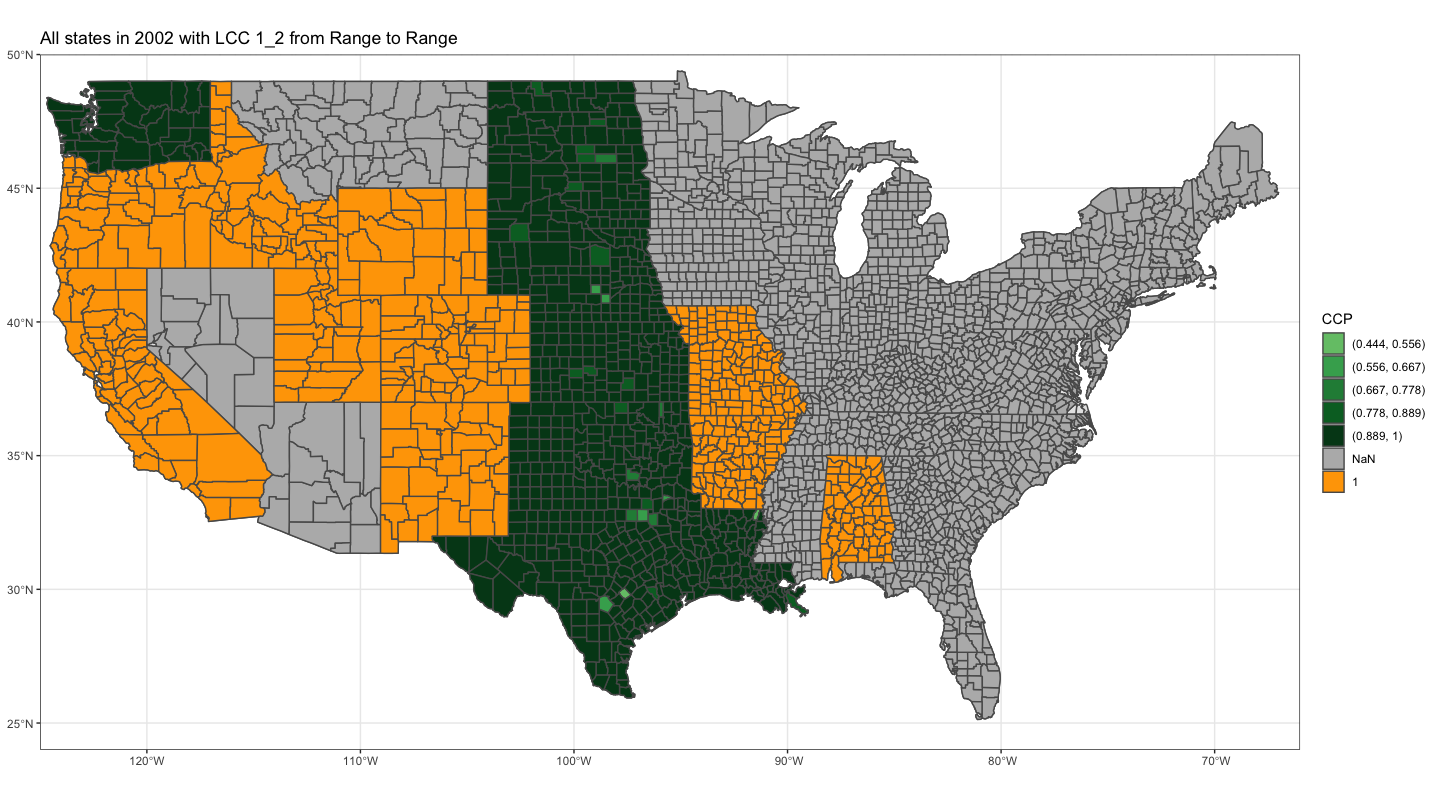 All states in 2002 with LCC 1_2 from Range to Range
50°N
45°N
40°N
35°N
30°N
25°N
120°W
110°W
100°W
90°W
80°W
70°W
CCP
(0.444, 0.556)
(0.556, 0.667)
(0.667, 0.778)
(0.778, 0.889)
(0.889, 1)
NaN
1